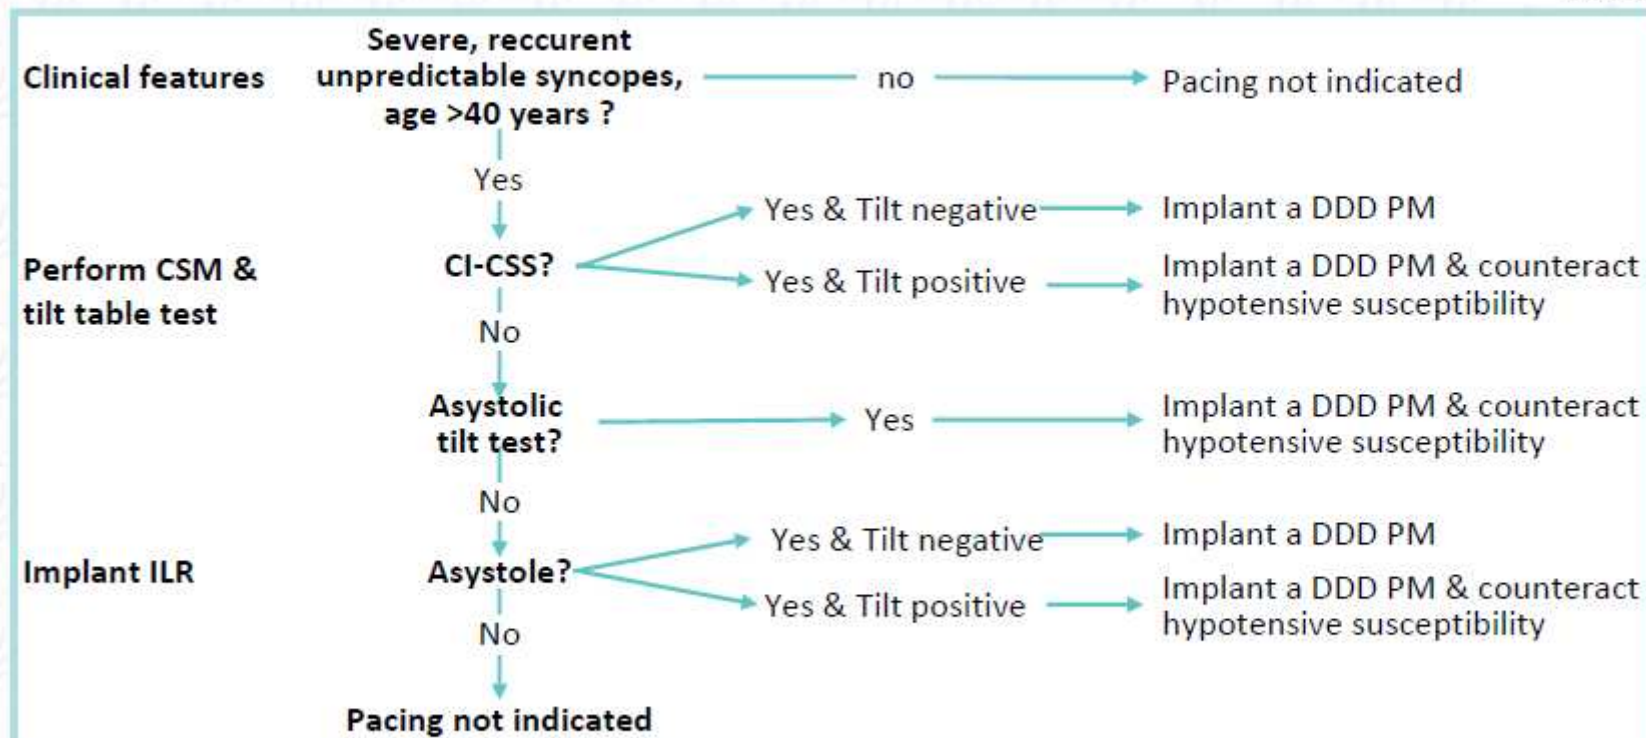 Clinical features
Severe, reccurent
unpredictable syncopes,
age >40 years ?
no
Pacing not indicated
Yes
Perform CSM &
tilt table test
CI-CSS?
Yes & Tilt negative
Implant a DDD PM
Yes & Tilt positive
Implant a DDD PM & counteract
hypotensive susceptibility
No
Asystolic
tilt test?
Yes
Implant a DDD PM & counteract
hypotensive susceptibility
No
Implant ILR
Asystole?
Yes & Tilt negative
Implant a DDD PM
Yes & Tilt positive
Implant a DDD PM & counteract
hypotensive susceptibility
No
Pacing not indicated